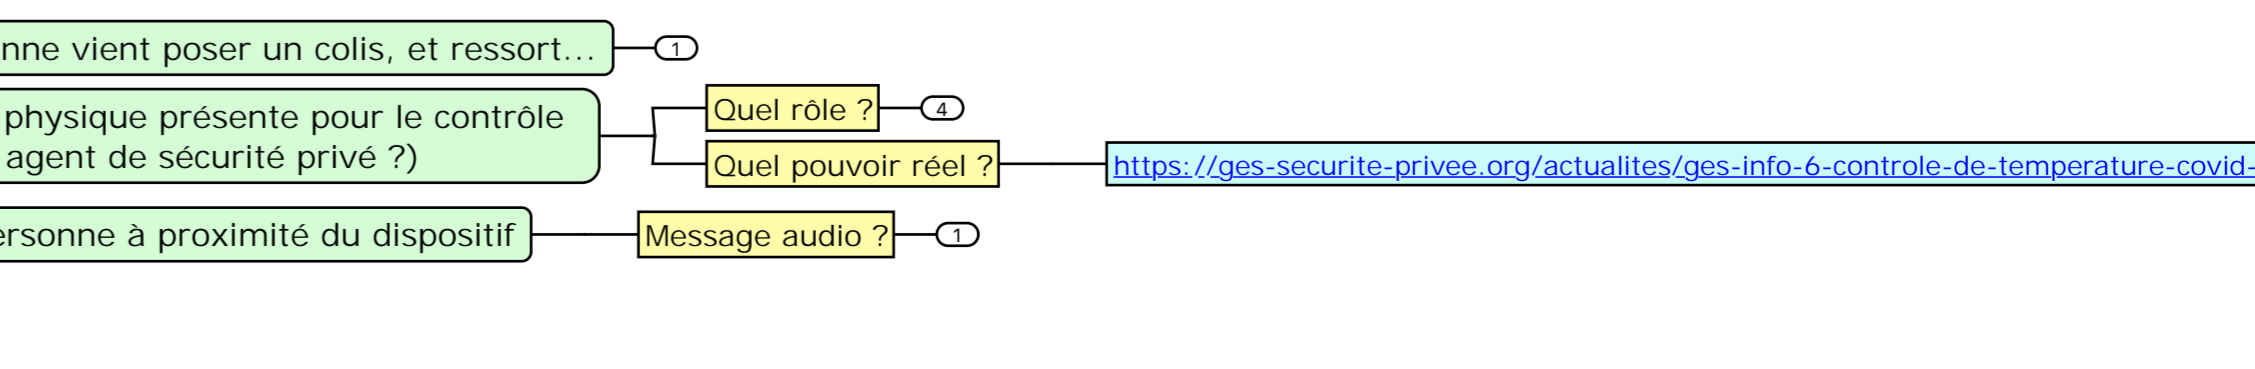 nne vient poser un colis, et ressort...
1
physique présente pour le contrôle
agent de sécurité privé ?)
Quel rôle ?
4
Quel pouvoir réel ?
https://ges-securite-privee.org/actualites/ges-info-6-controle-de-temperature-covid-
ersonne à proximité du dispositif
Message audio ?
1